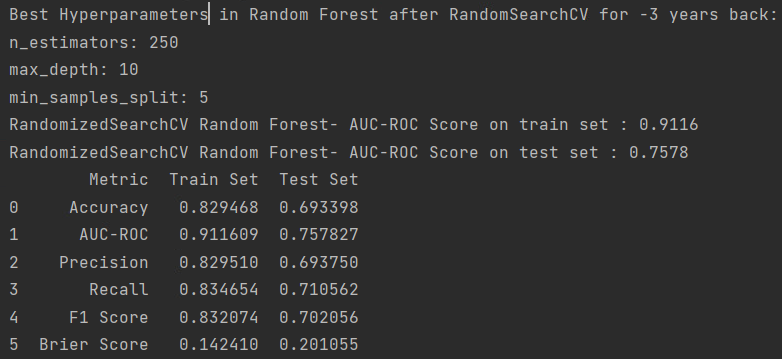 Best Hyperparameters in Random Forest after RandomSearchCV for -3 years back:
n_estimators: 250
max_depth: 10
min_samples_split: 5
RandomizedSearchCV Random Forest- AUC-ROC Score on train set : 0.9116
RandomizedSearchCV Random Forest- AUC-ROC Score on test set : 0.7578
Metric Train Set Test Set
0 Accuracy 0.829468 0.693398
1 AUC-ROC 0.911609 0.757827
2 Precision 0.829510 0.693750
3 Recall 0.834654 0.710562
4 F1 Score 0.832074 0.702056
5 Brier Score 0.142410 0.201055